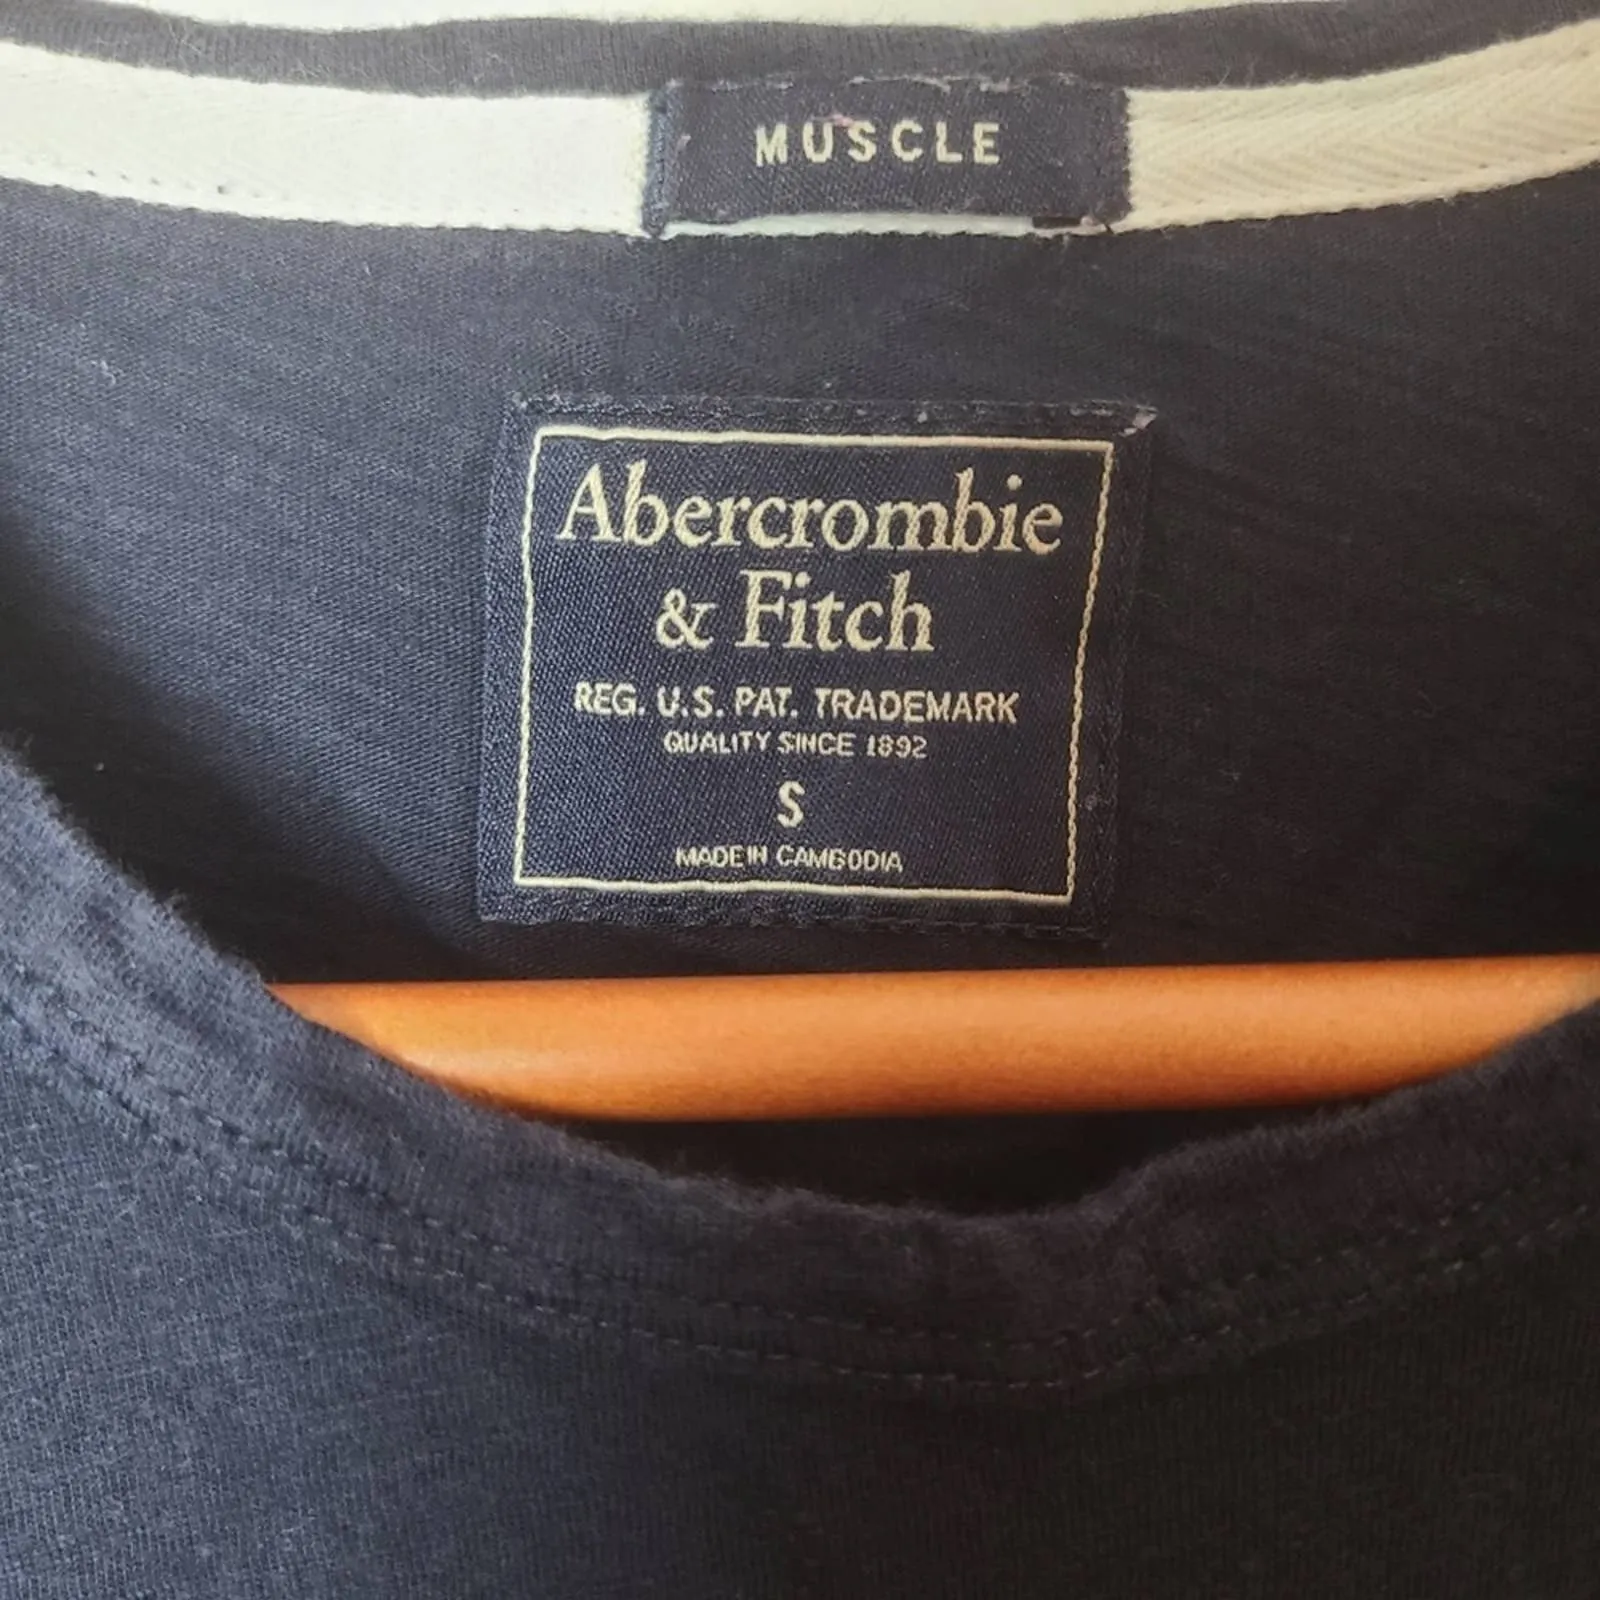 MUSCLE
Abercrombie
& Fitch
REG. U.S. PAT. TRADEMARK
QUALITY SINCE 1892
S
MADE IN CAMBODIA